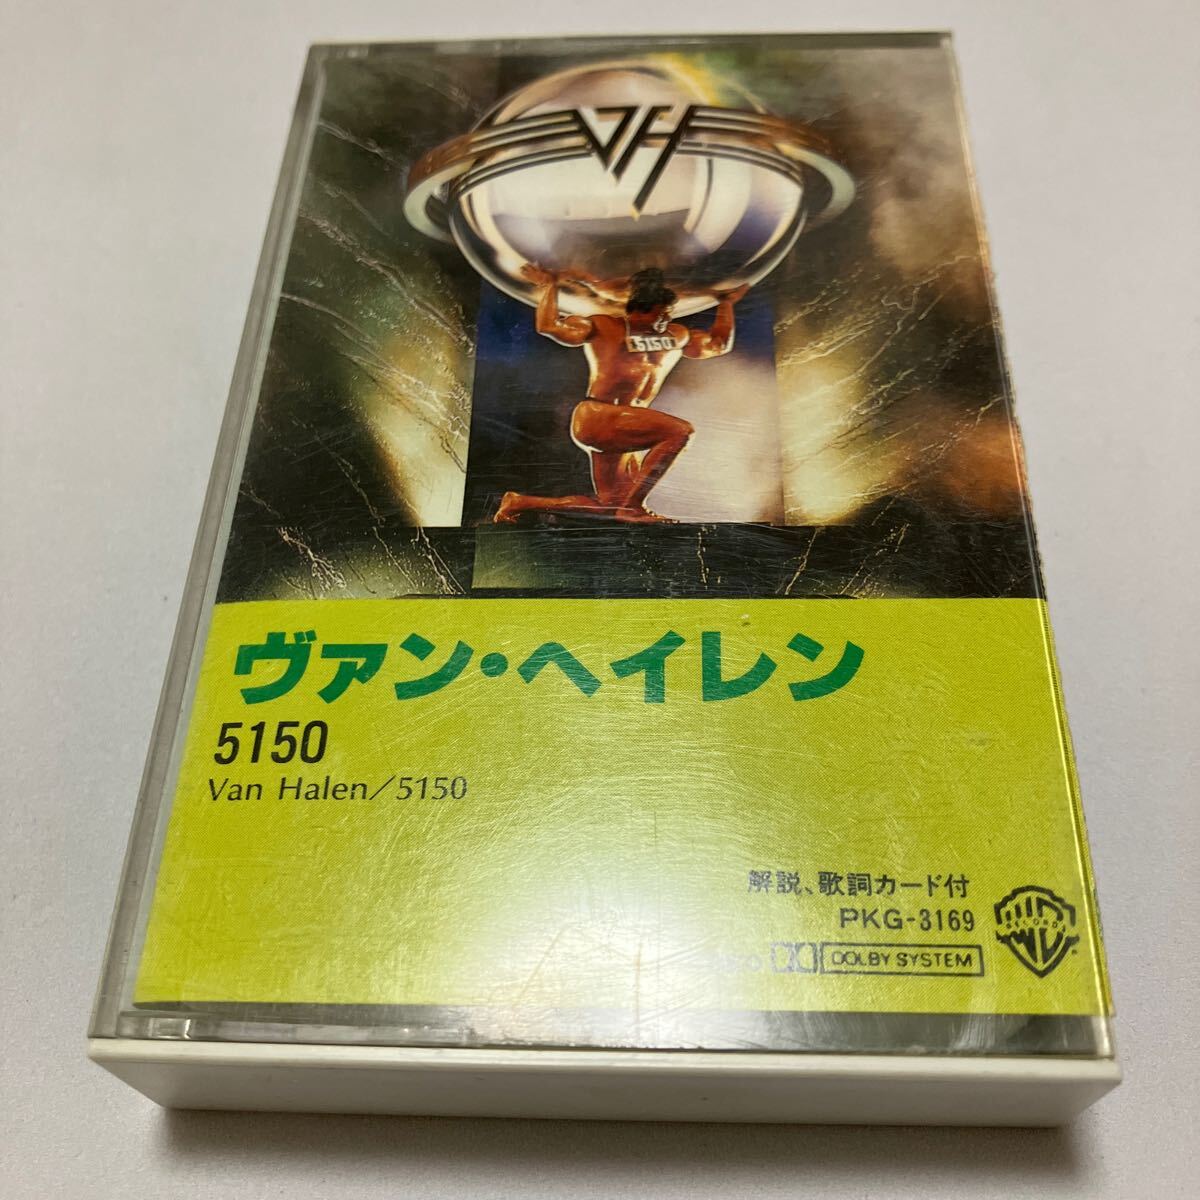 VH
5150
ヴァン・ヘイレン
5150
Van Halen/5150
解説、歌詞カード付
PKG-3169
DOLBY SYSTEM
RECORDS